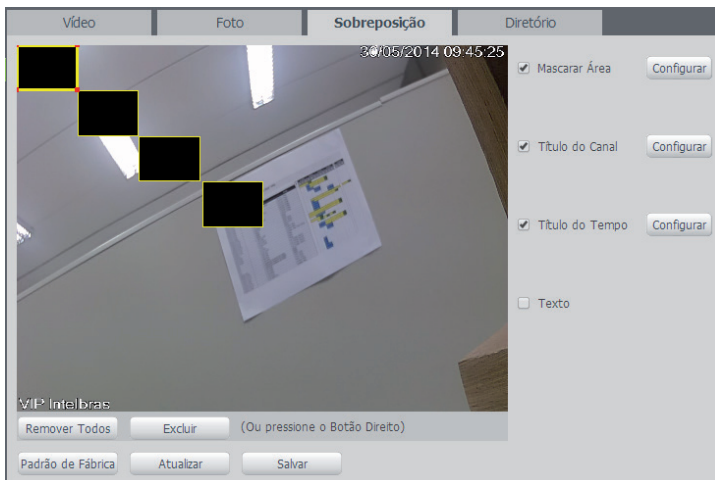 Vídeo Foto Sobreposição Diretório
30/05/2014 09:45:25
Mascarar Área Configurar
Título do Canal Configurar
Título do Tempo Configurar
Texto
VIP Intelbras
Remover Todos Excluir (Ou pressione o Botão Direito)
Padrão de Fábrica Atualizar Salvar